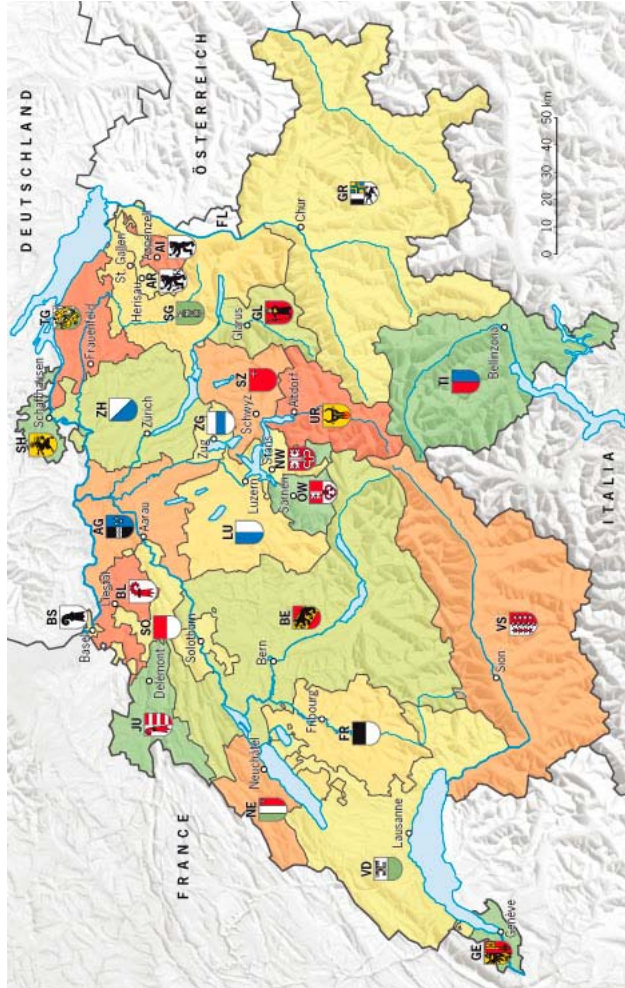 DEUTSCHLAND
ÖSTERREICH
FRANCE
ITALIA
FL
BS
Basel
SH
Schaffhausen
TG
Frauenfeld
AG
Aarau
Liestal
BL
ZH
Zürich
St. Gallen
Herisau
AR
Appenzell
AI
SG
JU
Delémont
SO
Solothurn
LU
Luzern
ZG
Zug
SZ
Schwyz
Glarus
GL
NW
Stans
OW
Sarnen
UR
Altdorf
NE
Neuchâtel
Bern
BE
FR
Fribourg
Chur
GR
VD
Lausanne
GE
Genève
VS
Sion
TI
Bellinzona
0 10 20 30 40 50 km